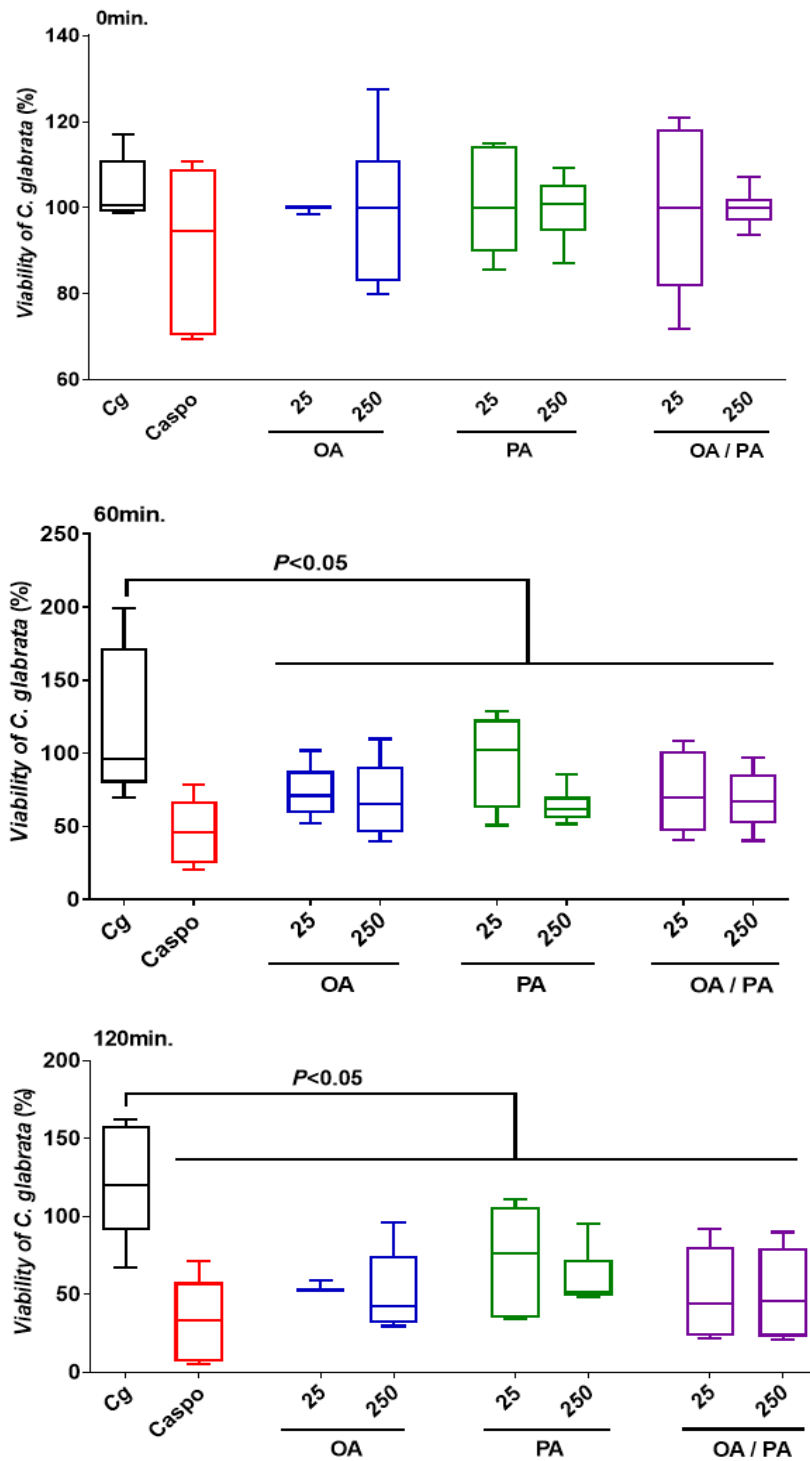 0min.
Viability of C. glabrata (%)
140
120
100
80
60
Cg
Caspo
25
250
25
250
25
250
OA
PA
OA / PA
60min.
Viability of C. glabrata (%)
250
200
150
100
50
0
P<0.05
Cg
Caspo
25
250
25
250
25
250
OA
PA
OA / PA
120min.
Viability of C. glabrata (%)
200
150
100
50
0
P<0.05
Cg
Caspo
25
250
25
250
25
250
OA
PA
OA / PA